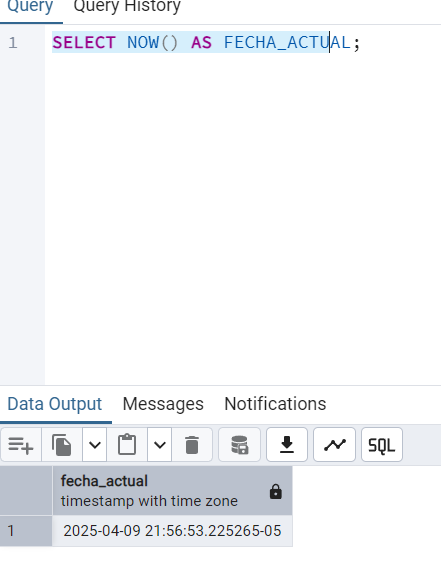 Query Query History
1 SELECT NOW() AS FECHA_ACTUAL;
Data Output Messages Notifications
SQL
fecha_actual
timestamp with time zone
1 2025-04-09 21:56:53.225265-05